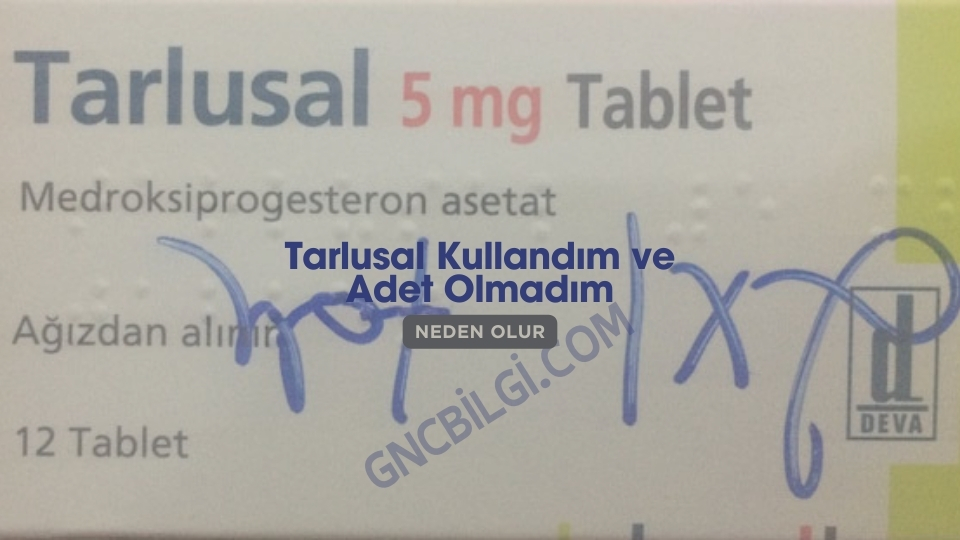 Tarlusal 5 mg Tablet
Medroksiprogesteron asetat
Tarlusal Kullandım ve
Adet Olmadım
NEDEN OLUR
Ağızdan alınır
1x
GNCBİLGİ.COM
d
DEVA
12 Tablet